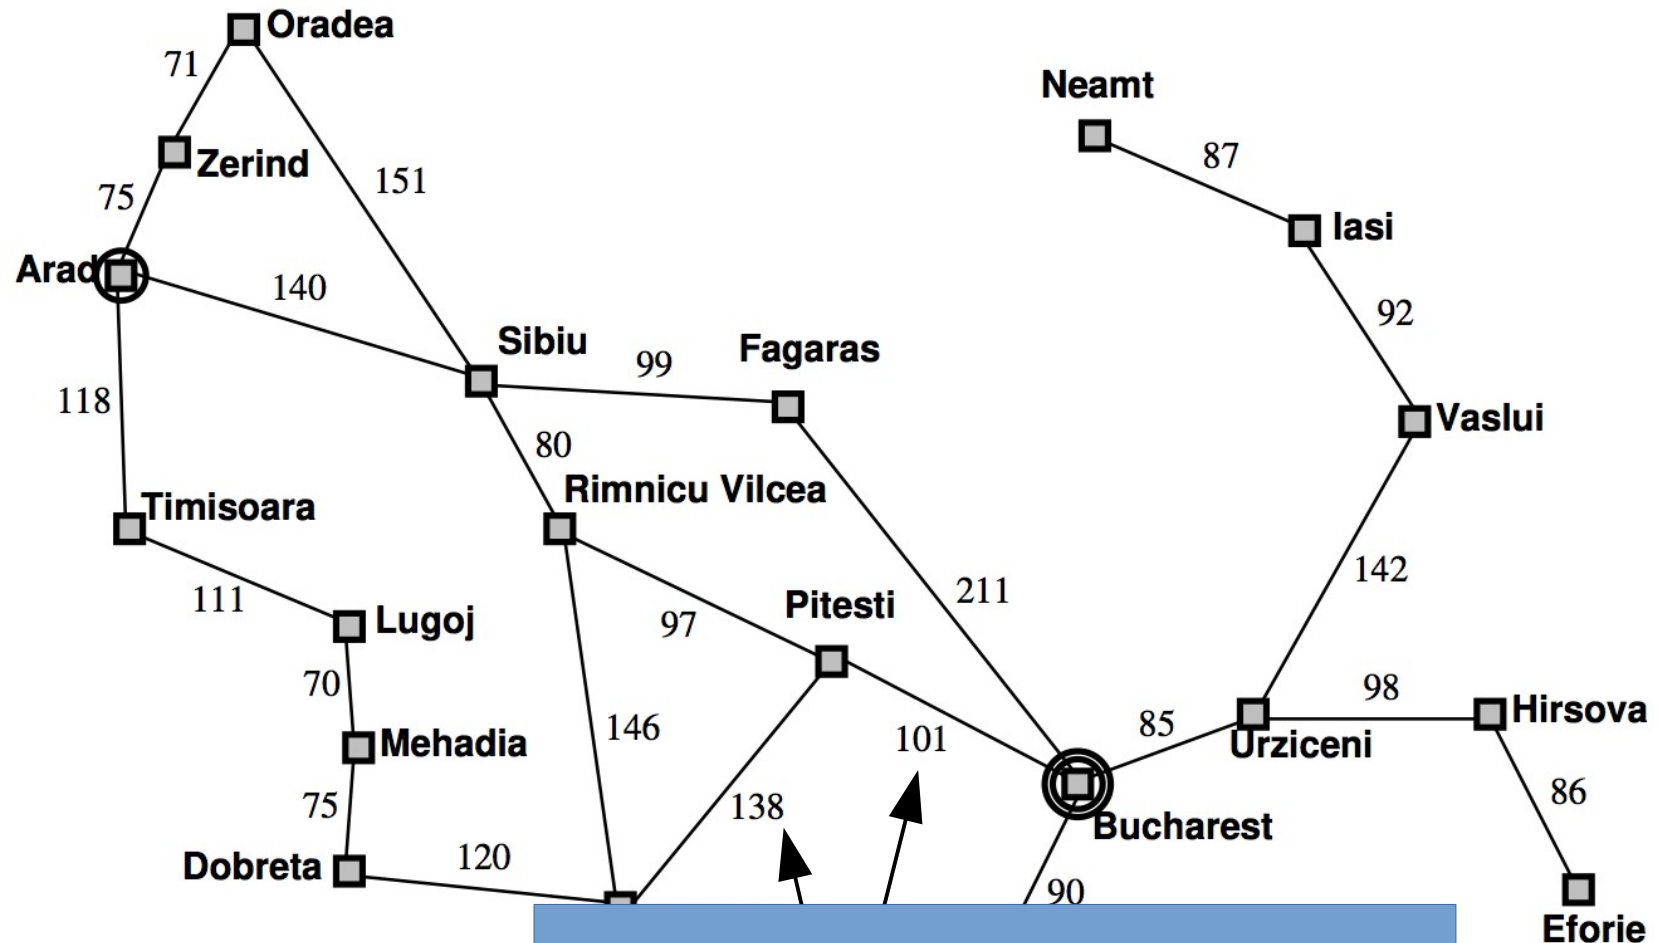 Oradea
71
Neamt
87
Zerind
151
75
Iasi
Arad
140
92
Sibiu
99
Fagaras
118
Vaslui
80
Rimnicu Vilcea
Timisoara
142
211
111
97
Pitesti
Lugoj
70
98
Hirsova
146
101
85
Urziceni
Mehadia
86
75
138
Bucharest
Dobreta
120
90
Eforie